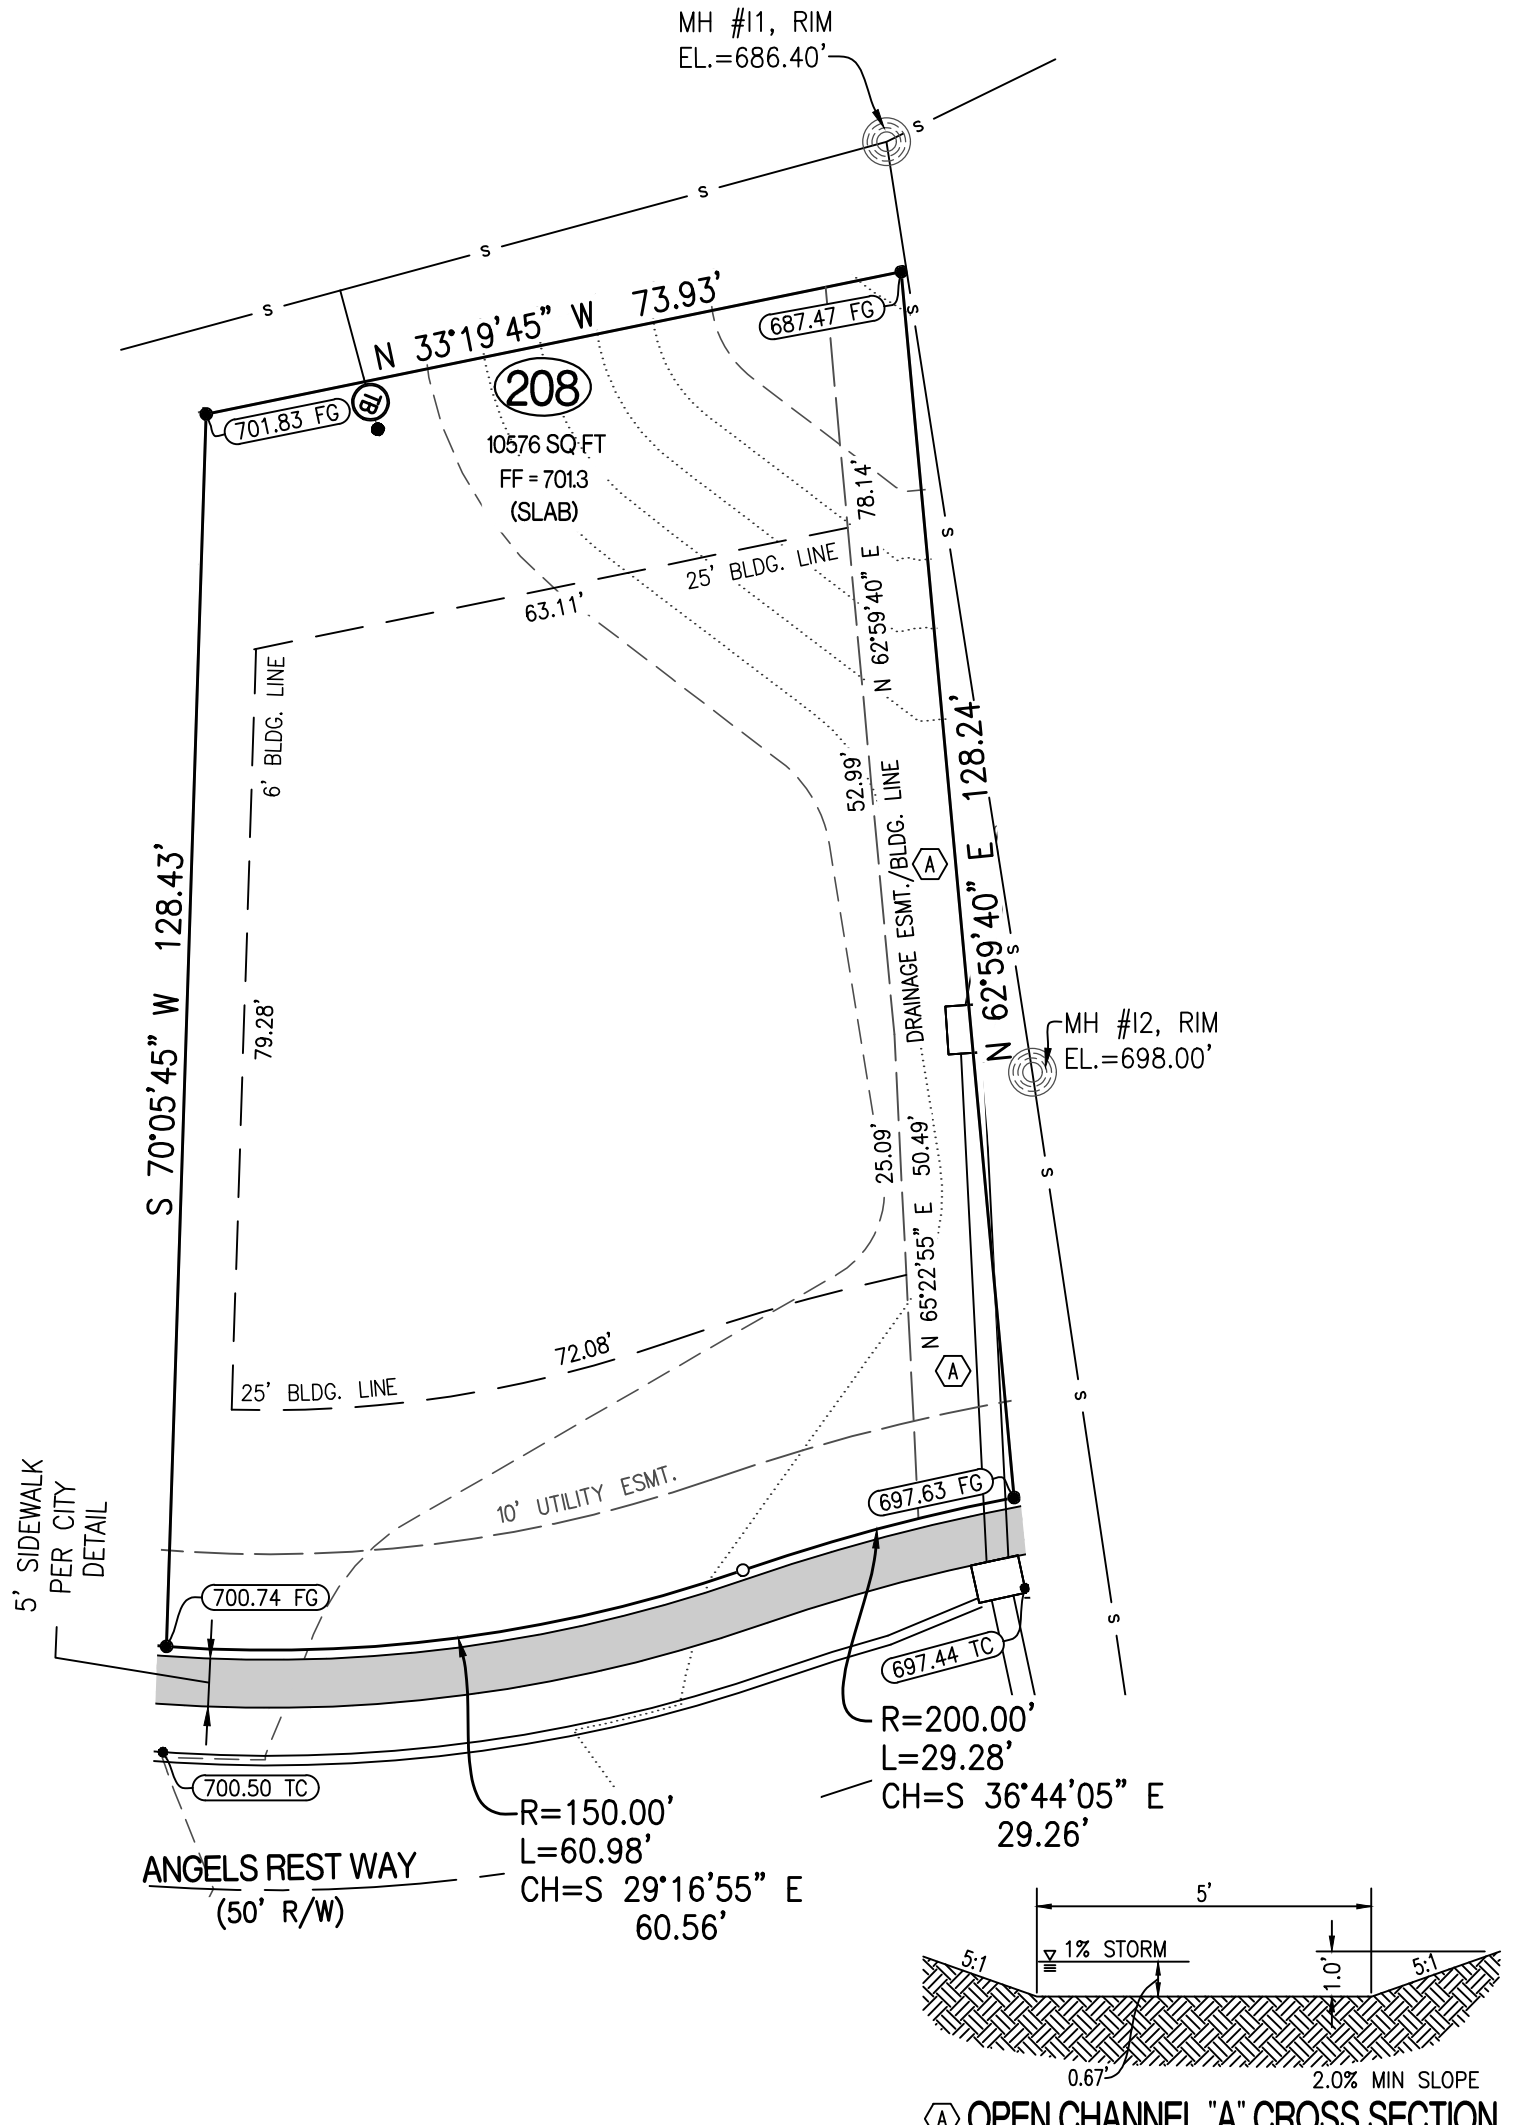 MH #11, RIM
EL.=686.40'
S
S
S
S
N 33°19'45" W 73.93'
687.47 FG
S
208
TB
701.83 FG
10576 SQ FT
FF = 701.3
(SLAB)
78.14'
N 62°59'40" E
S
25' BLDG. LINE
63.11'
6' BLDG. LINE
N 62°59'40" E 128.24'
52.99'
DRAINAGE ESMT./BLDG. LINE
A
S 70°05'45" W 128.43'
S
79.28'
MH #12, RIM
EL.=698.00'
25.09'
N 65°22'55" E 50.49'
S
72.08'
25' BLDG. LINE
A
S
5' SIDEWALK
PER CITY
DETAIL
10' UTILITY ESMT.
697.63 FG
700.74 FG
S
697.44 TC
R=200.00'
L=29.28'
CH=S 36°44'05" E
29.26'
700.50 TC
R=150.00'
L=60.98'
CH=S 29°16'55" E
60.56'
ANGELS REST WAY
(50' R/W)
5'
5:1
1% STORM
1.0'
5:1
0.67'
2.0% MIN SLOPE
A OPEN CHANNEL "A" CROSS SECTION